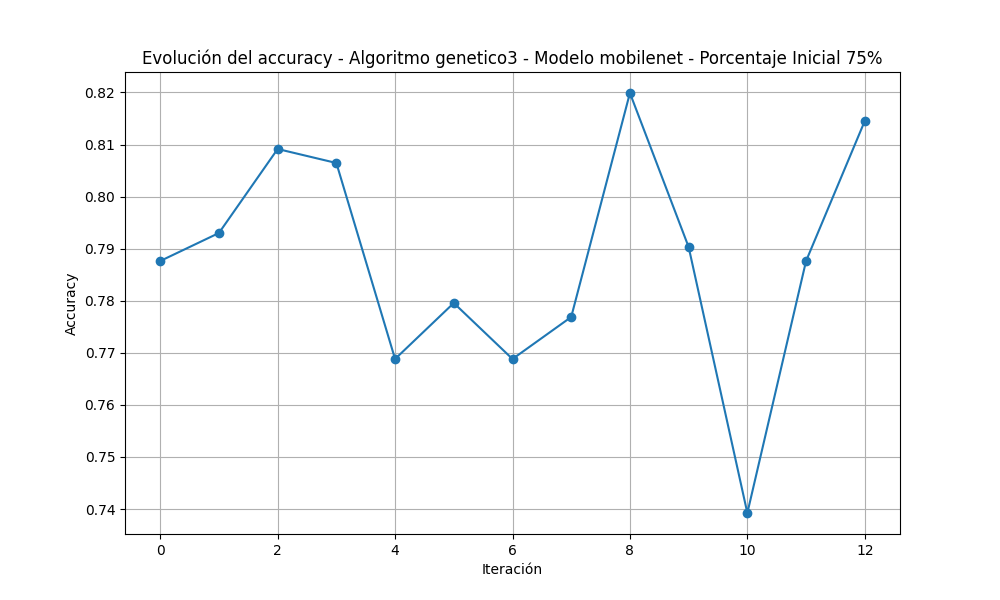 Evolución del accuracy - Algoritmo genetico3 - Modelo mobilenet - Porcentaje Inicial 75%
0.82
0.81
0.80
0.79
0.78
0.77
0.76
0.75
0.74
Accuracy
0 2 4 6 8 10 12
Iteración